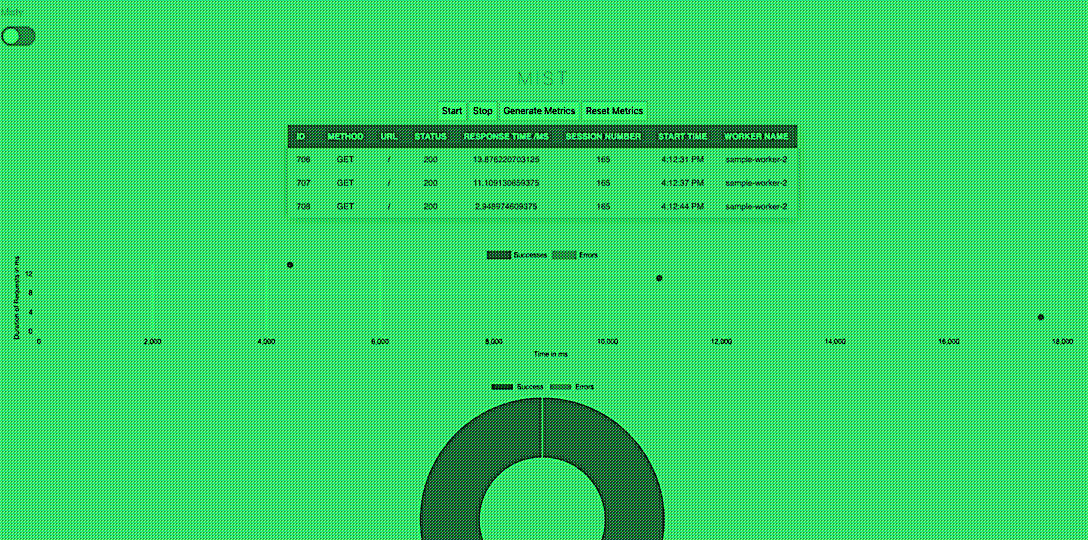 Misty
MIST
Start Stop Generate Metrics Reset Metrics
ID METHOD URL STATUS RESPONSE TIME /MS SESSION NUMBER START TIME WORKER NAME
706 GET / 200 13.876220703125 165 4:12:31 PM sample-worker-2
707 GET / 200 11.109130859375 165 4:12:37 PM sample-worker-2
708 GET / 200 2.948974609375 165 4:12:44 PM sample-worker-2
Successes Errors
Duration of Requests in ms
12
8
4
0
0 2,000 4,000 6,000 8,000 10,000 12,000 14,000 16,000 18,000
Time in ms
Success Errors